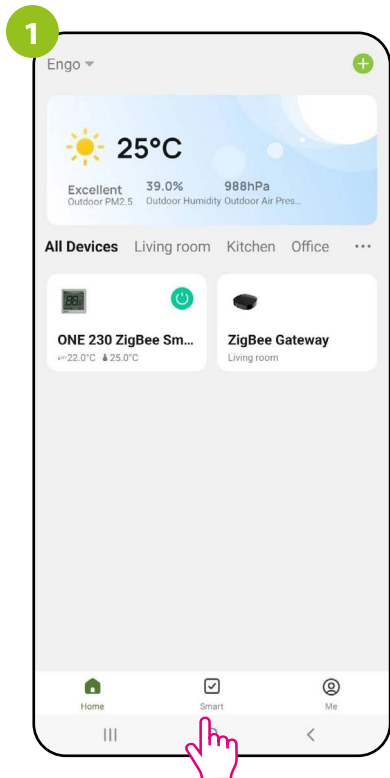 1
Engo
25°C
Excellent 39.0% 988hPa
Outdoor PM2.5 Outdoor Humidity Outdoor Air Pres...
All Devices Living room Kitchen Office ...
ONE 230 ZigBee Sm... ZigBee Gateway
22.0°C 25.0°C Living room
Home Smart Me